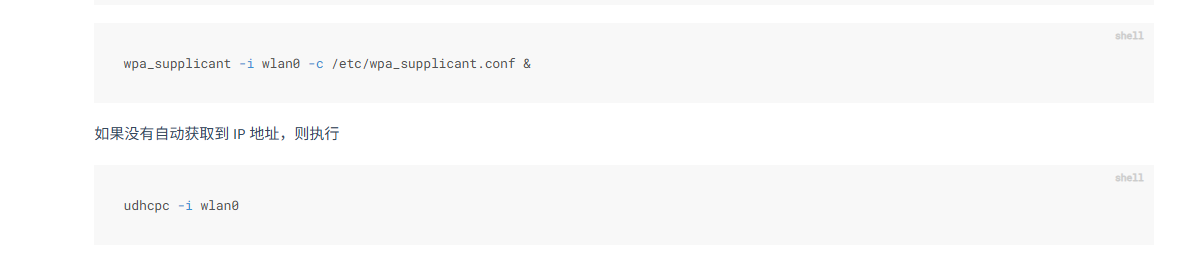 shell
wpa_supplicant -i wlan0 -c /etc/wpa_supplicant.conf &
如果没有自动获取到 IP 地址，则执行
shell
udhcpc -i wlan0